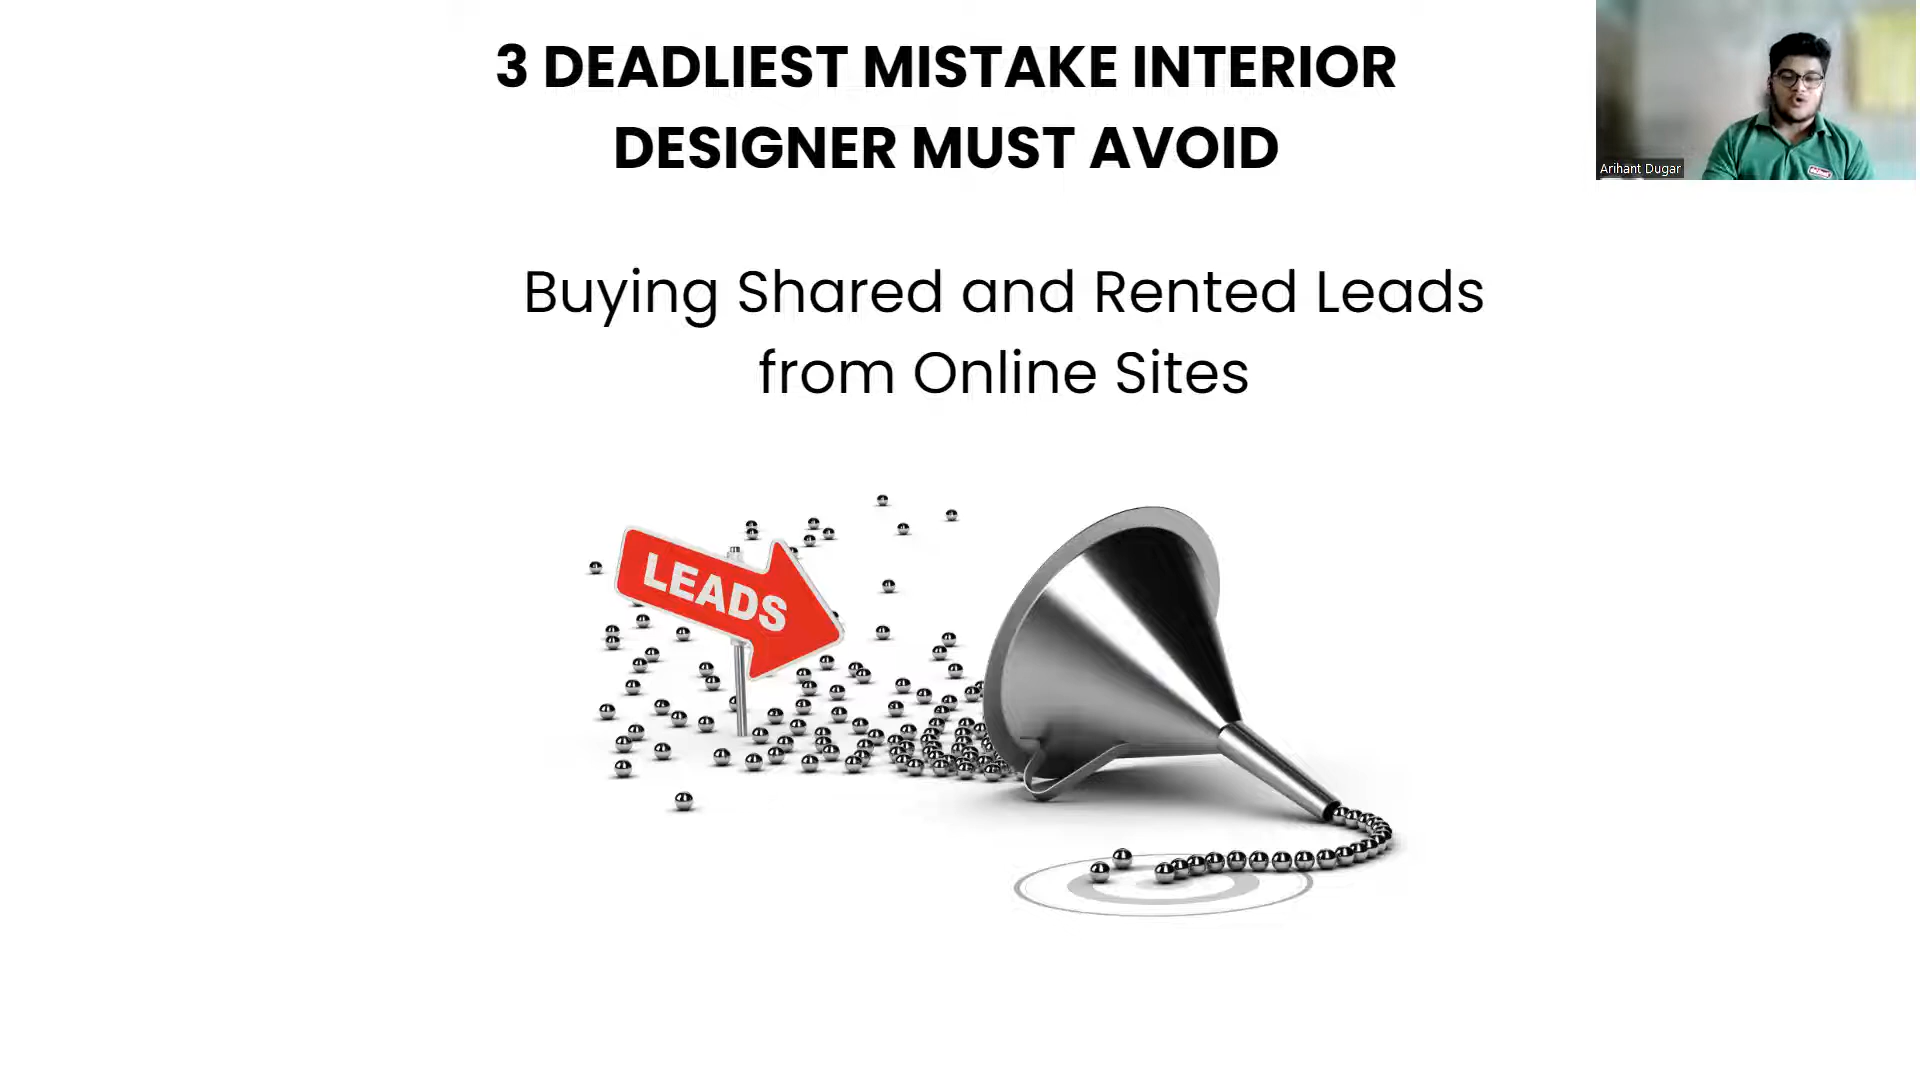 3 DEADLIEST MISTAKE INTERIOR
DESIGNER MUST AVOID
Arihant Dugar
Buying Shared and Rented Leads
from Online Sites
LEADS